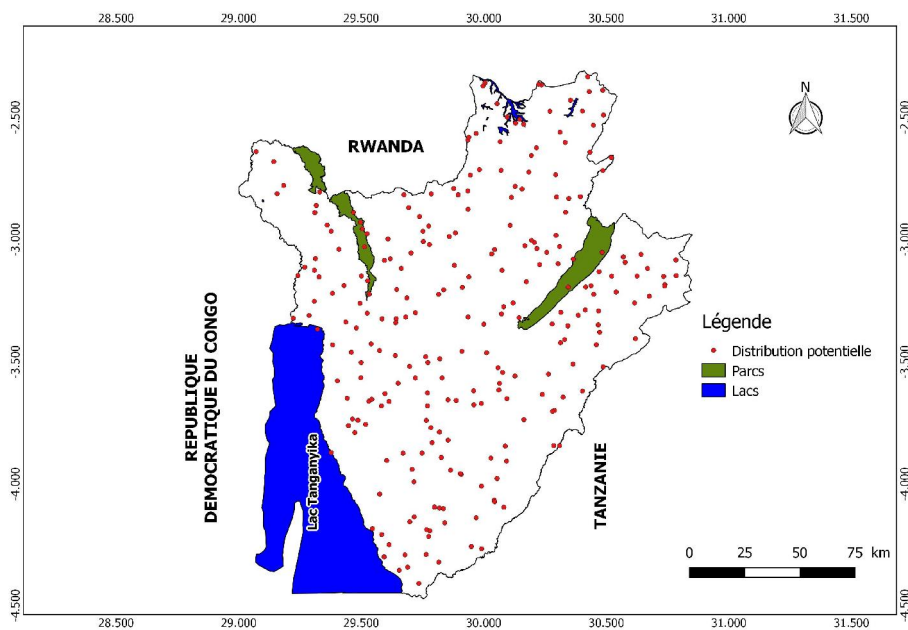 28.500 29.000 29.500 30.000 30.500 31.000 31.500
-2.500 -2.500
-3.000 -3.000
-3.500 -3.500
-4.000 -4.000
-4.500 -4.500
N
RWANDA
REPUBLIQUE
DEMOCRATIQUE DU CONGO
Lac Tanganyika
TANZANIE
Légende
Distribution potentielle
Parcs
Lacs
0 25 50 75 km
28.500 29.000 29.500 30.000 30.500 31.000 31.500